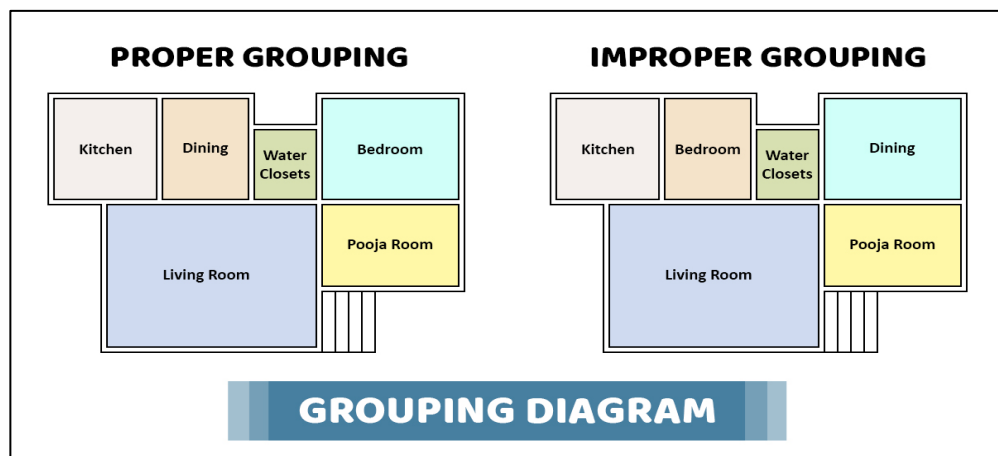 PROPER GROUPING
Kitchen
Dining
Water
Closets
Bedroom
Living Room
Pooja Room
IMPROPER GROUPING
Kitchen
Bedroom
Water
Closets
Dining
Living Room
Pooja Room
GROUPING DIAGRAM